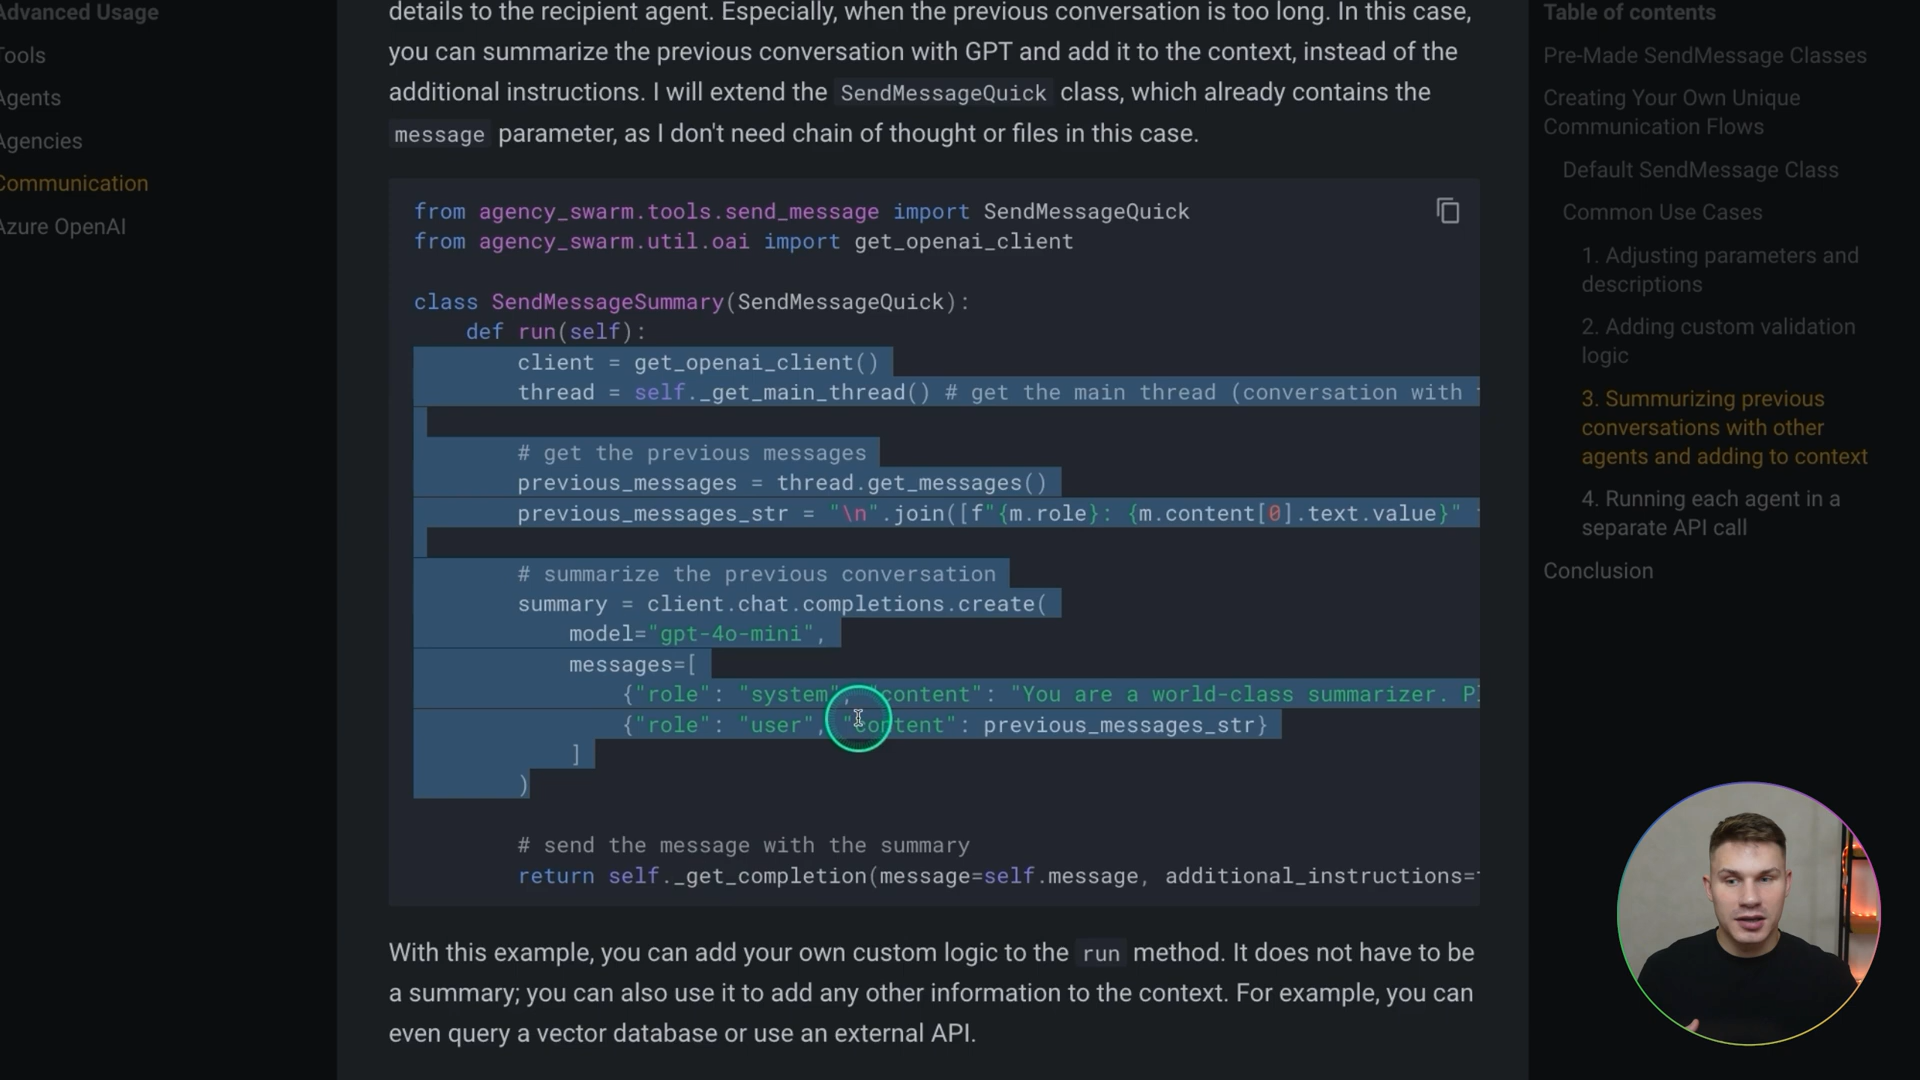 Advanced Usage
Tools
Agents
Agencies
Communication
Azure OpenAI
details to the recipient agent. Especially, when the previous conversation is too long. In this case,
you can summarize the previous conversation with GPT and add it to the context, instead of the
additional instructions. I will extend the SendMessageQuick class, which already contains the
message parameter, as I don't need chain of thought or files in this case.
from agency_swarm.tools.send_message import SendMessageQuick
from agency_swarm.util.oai import get_openai_client
class SendMessageSummary(SendMessageQuick):
def run(self):
client = get_openai_client()
thread = self._get_main_thread() # get the main thread (conversation with
# get the previous messages
previous_messages = thread.get_messages()
previous_messages_str = "\n".join([f"{m.role}: {m.content[0].text.value}"
# summarize the previous conversation
summary = client.chat.completions.create(
model="gpt-4o-mini",
messages=[
{"role": "system", "content": "You are a world-class summarizer.
{"role": "user", "content": previous_messages_str}
]
)
# send the message with the summary
return self._get_completion(message=self.message, additional_instructions=
With this example, you can add your own custom logic to the run method. It does not have to be
a summary; you can also use it to add any other information to the context. For example, you can
even query a vector database or use an external API.
Table of contents
Pre-Made SendMessage Classes
Creating Your Own Unique
Communication Flows
Default SendMessage Class
Common Use Cases
1. Adjusting parameters and
descriptions
2. Adding custom validation
logic
3. Summurizing previous
conversations with other
agents and adding to context
4. Running each agent in a
separate API call
Conclusion